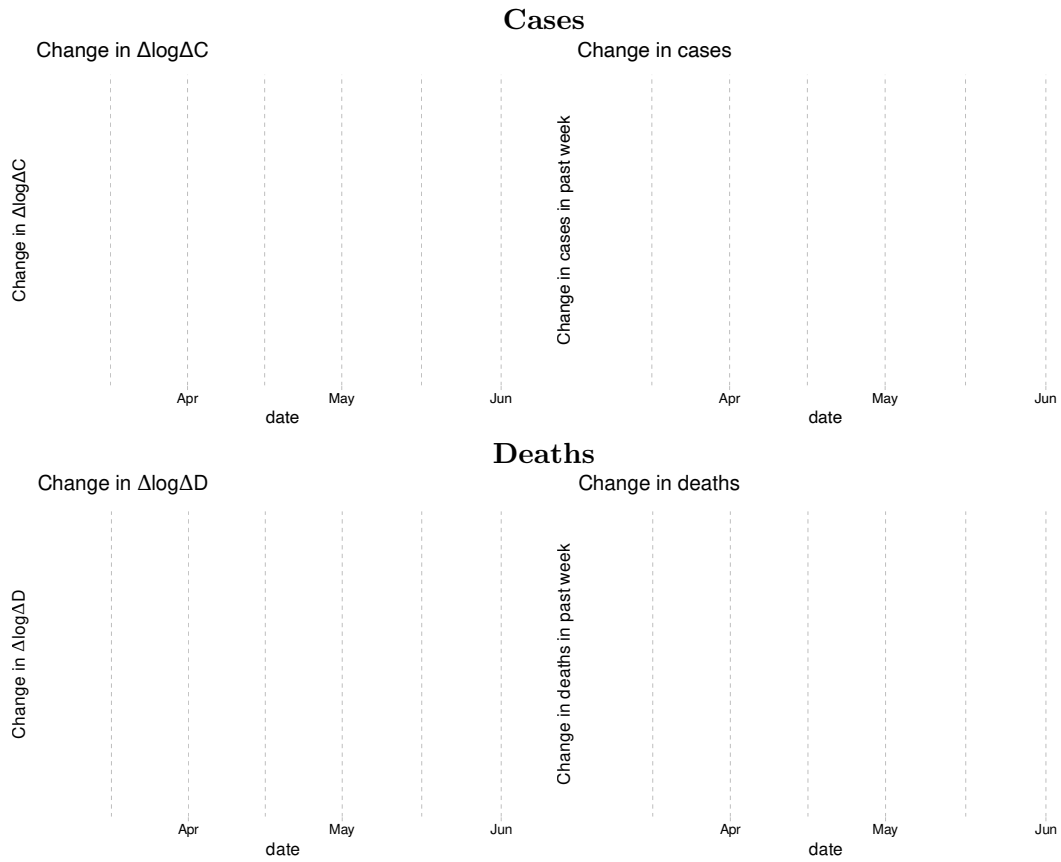 Cases
Change in ΔlogΔC
Change in cases
Change in ΔlogΔC
Change in cases in past week
Apr May Jun
date
Apr May Jun
date
Deaths
Change in ΔlogΔD
Change in deaths
Change in ΔlogΔD
Change in deaths in past week
Apr May Jun
date
Apr May Jun
date